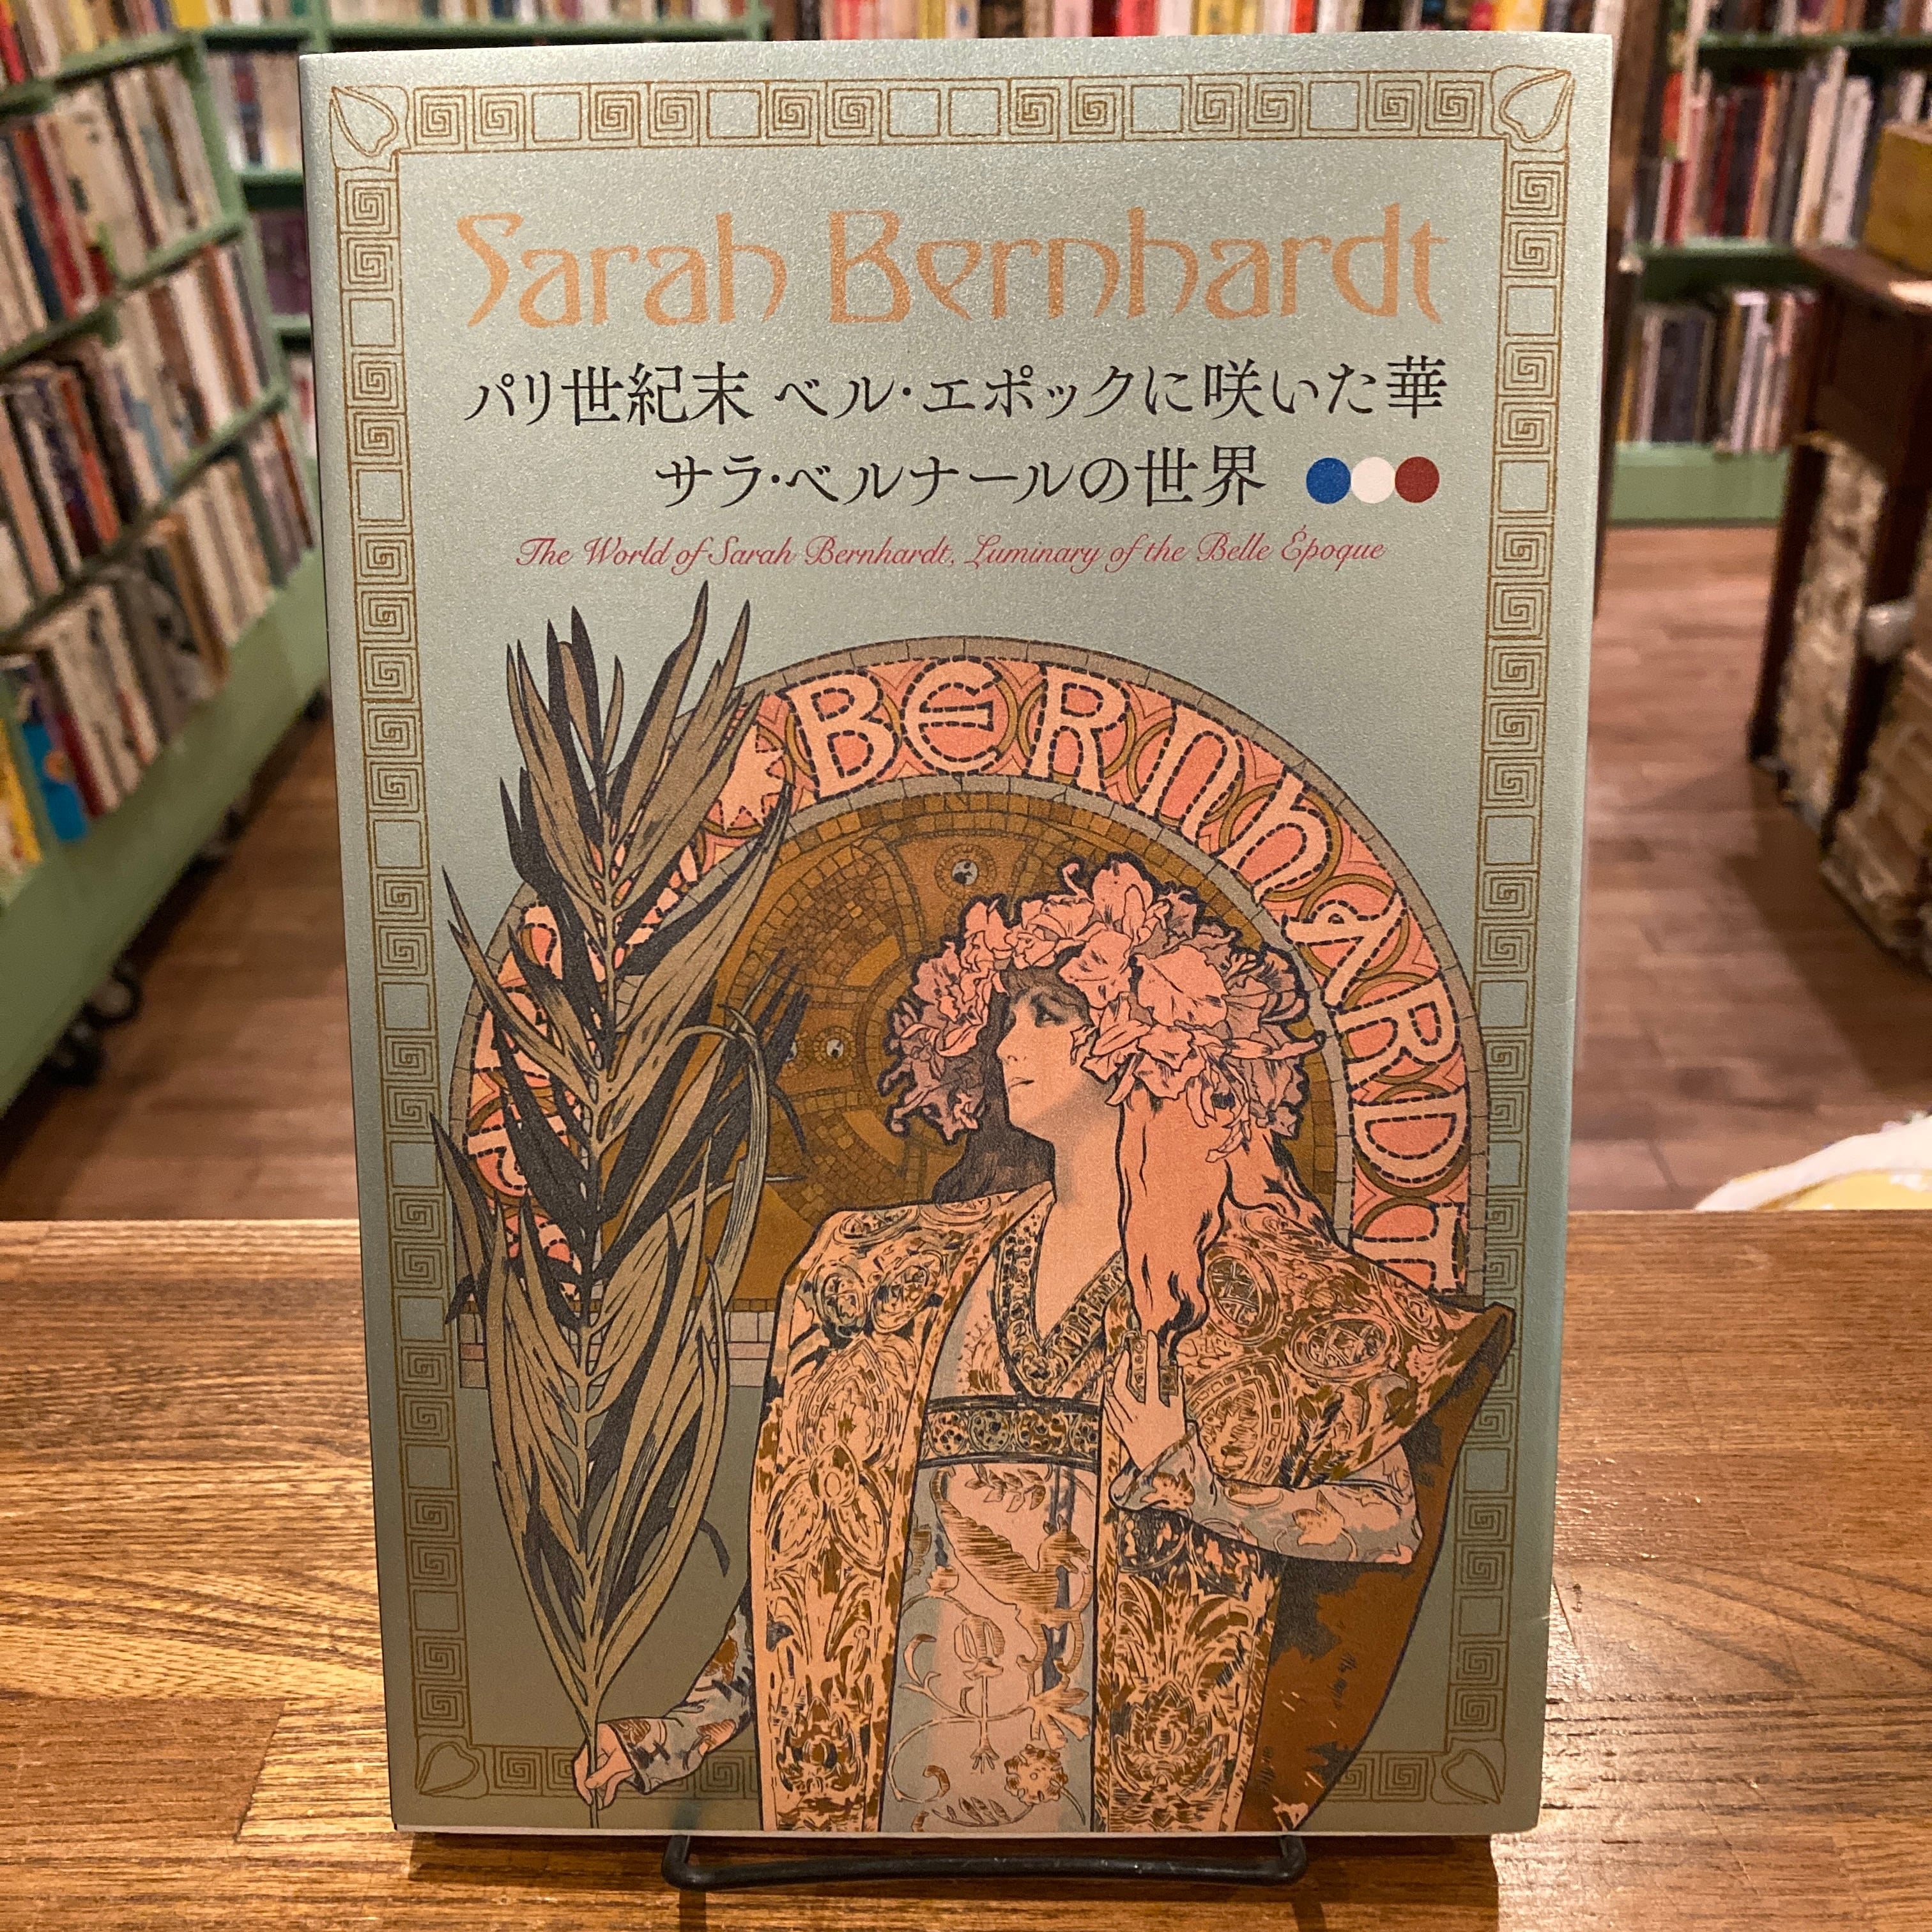 Sarah Bernhardt
パリ世紀末 ベル・エポックに咲いた華
サラ・ベルナールの世界
The World of Sarah Bernhardt, Luminary of the Belle Époque
BERNHARDT